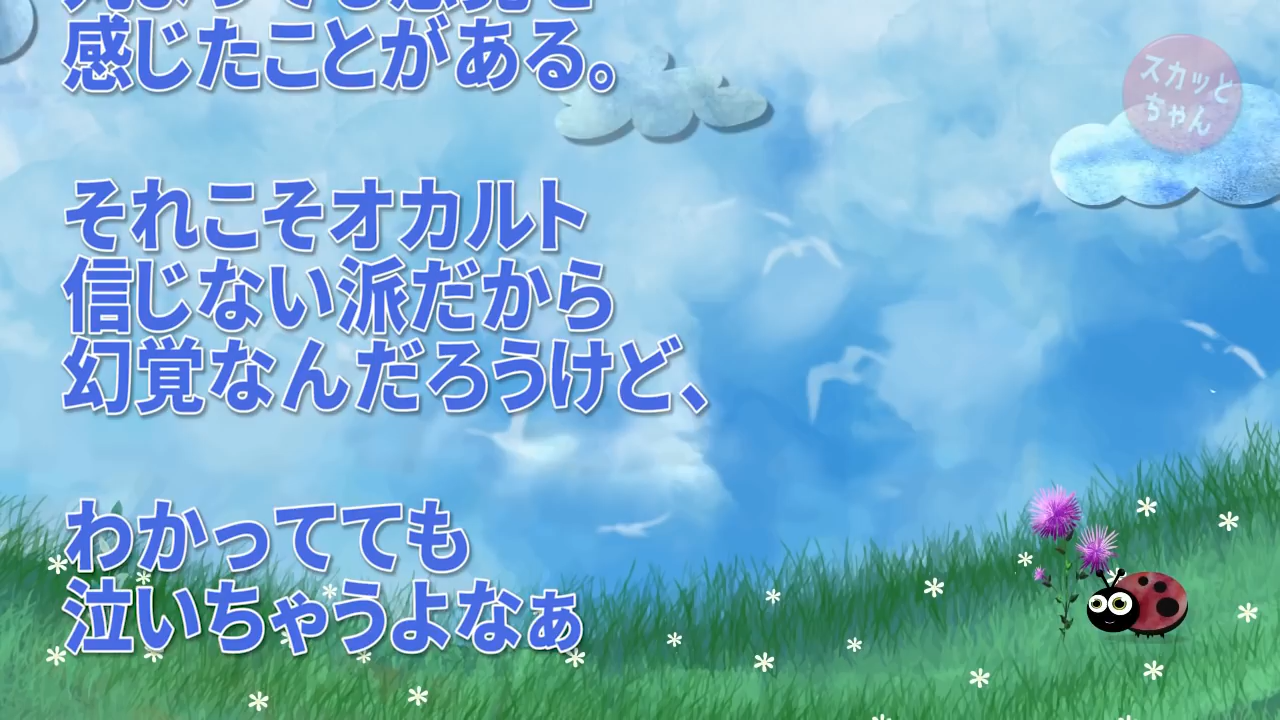 感じたことがある。
それこそオカルト
信じない派だから
幻覚なんだろうけど、
わかってても
泣いちゃうよなぁ
スカッと
ちゃん